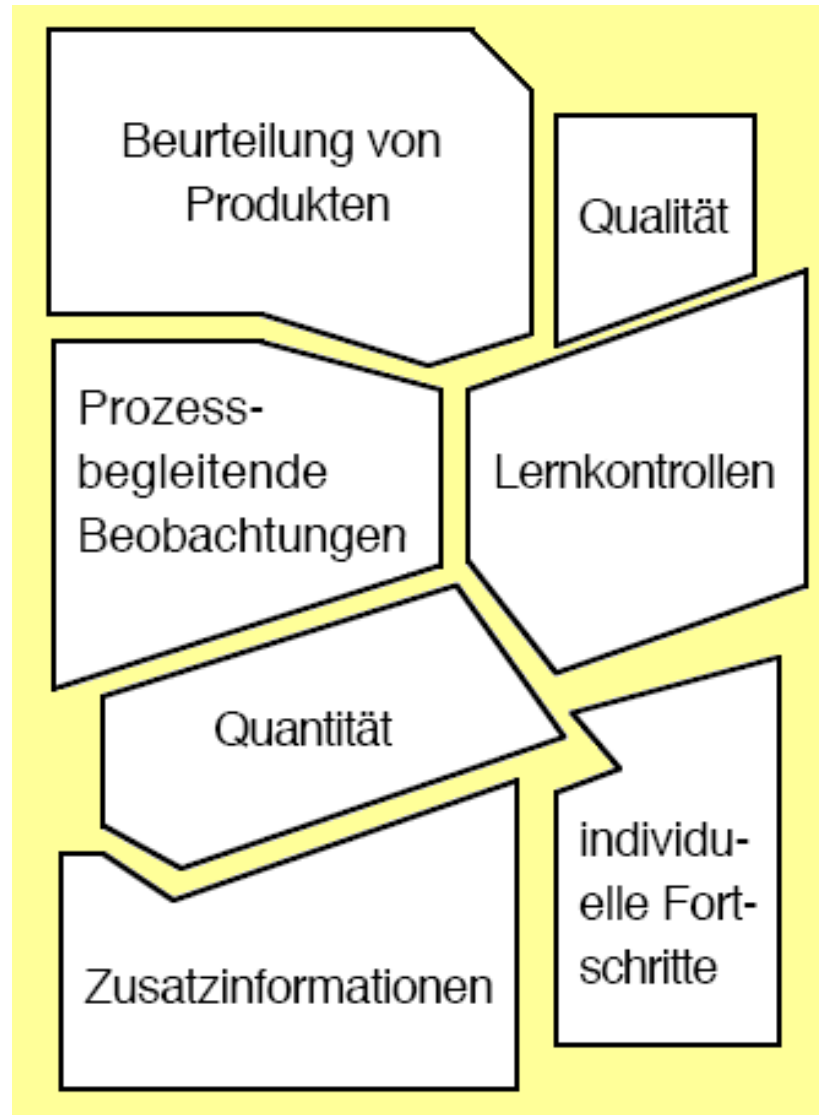 Beurteilung von
Produkten
Qualität
Prozess-
begleitende
Beobachtungen
Lernkontrollen
Quantität
individu-
elle Fort-
schritte
Zusatzinformationen